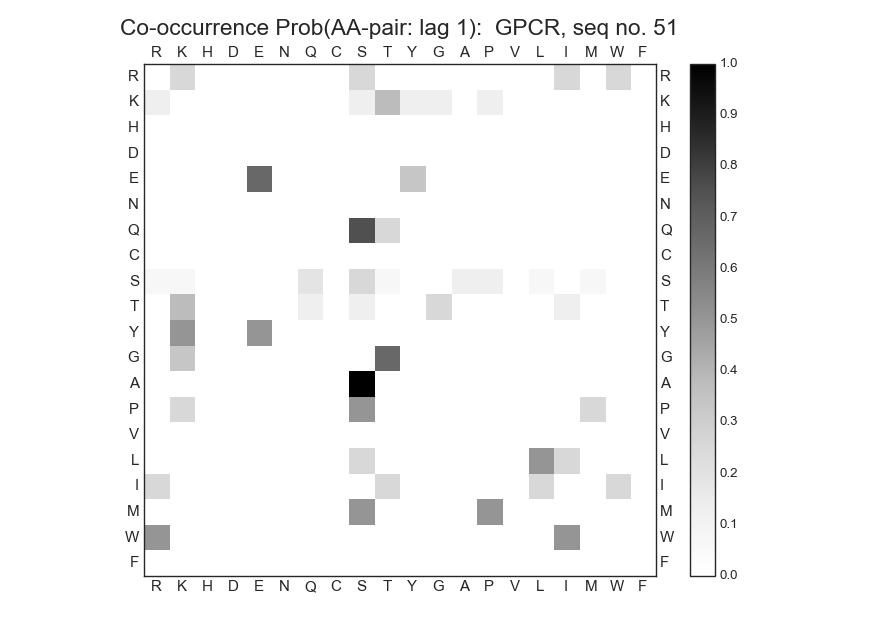 Co-occurrence Prob(AA-pair: lag 1):  GPCR, seq no. 51
R K H D E N Q C S T Y G A P V L I M W F
R R 1.0
K K 0.9
H H
D D 0.8
E E
N N 0.7
Q Q
C C 0.6
S S
T T 0.5
Y Y
G G 0.4
A A
P P 0.3
V V
L L 0.2
I I
M M 0.1
W W
F F 0.0
R K H D E N Q C S T Y G A P V L I M W F